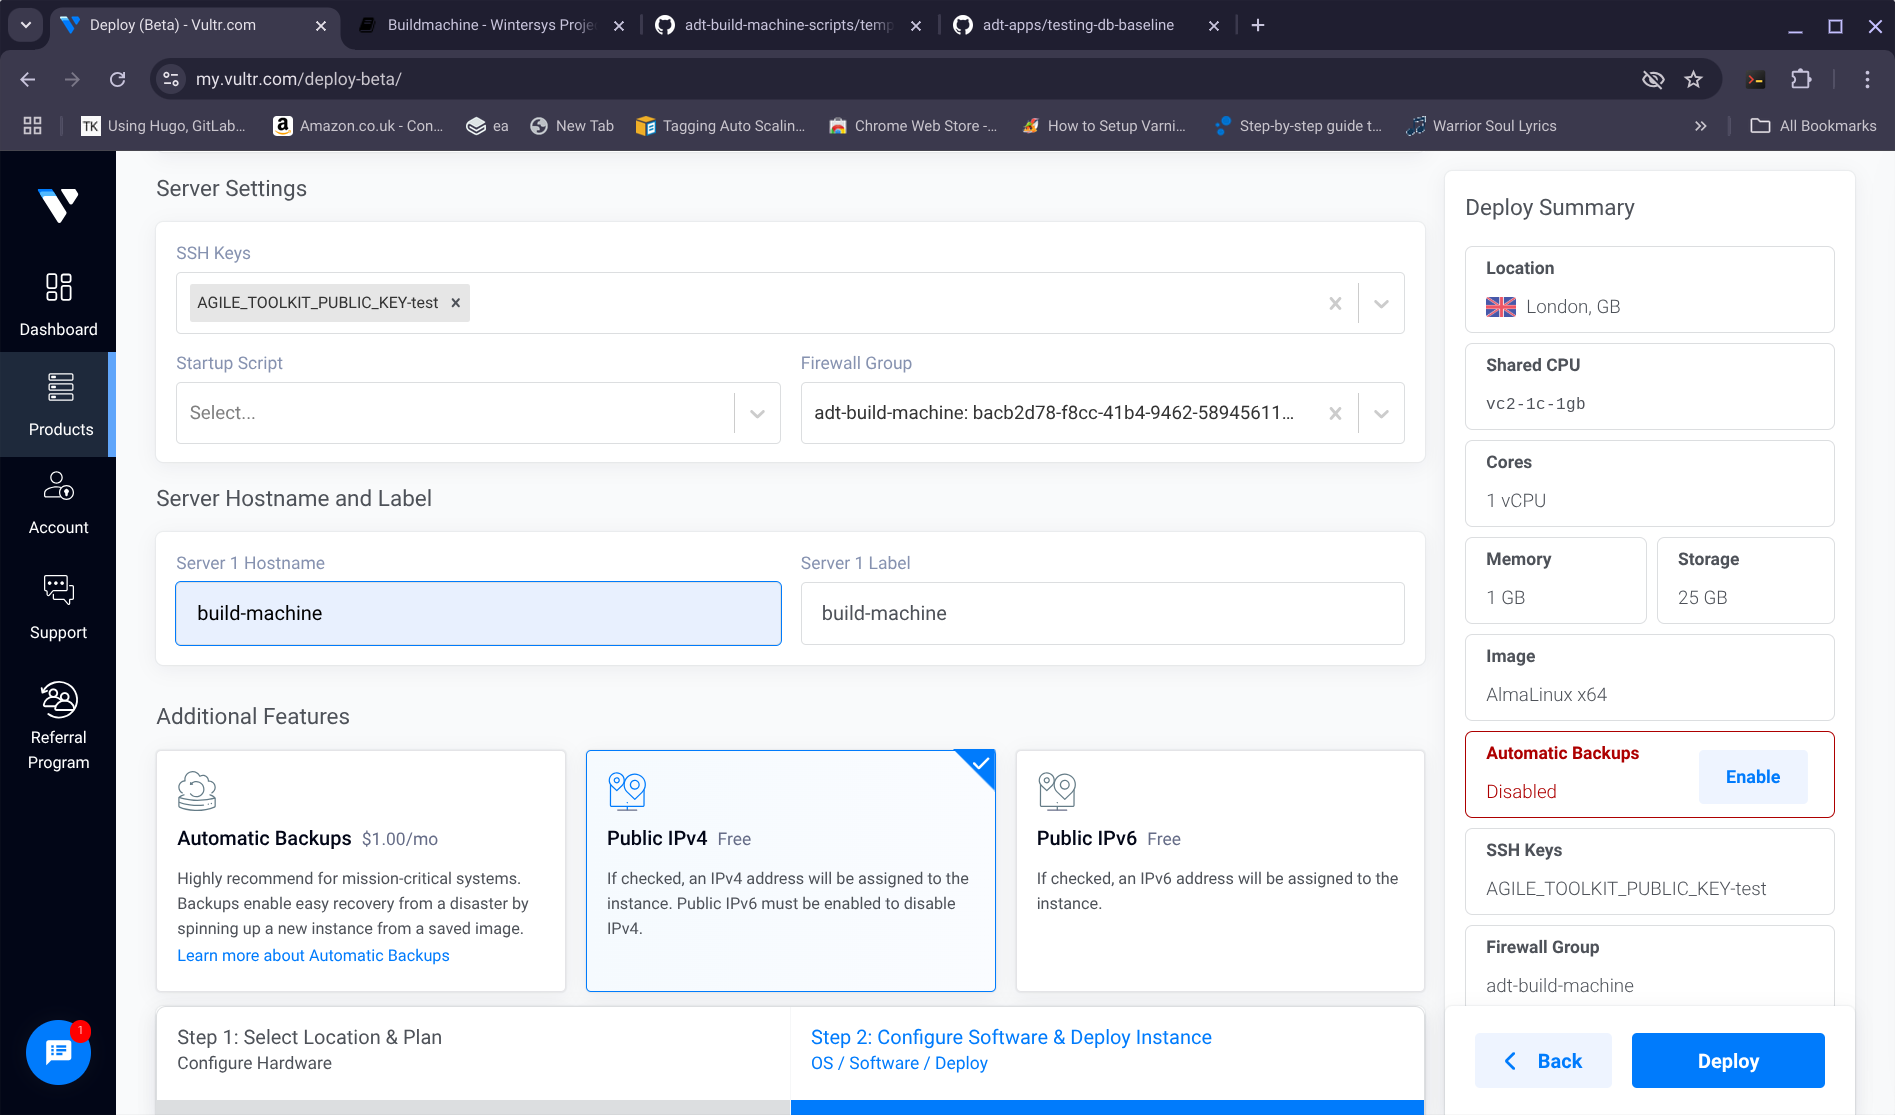 Deploy (Beta) - Vultr.com
Buildmachine - Wintersys Proje
adt-build-machine-scripts/temp
adt-apps/testing-db-baseline
my.vultr.com/deploy-beta/
TK
Using Hugo, GitLab...
Amazon.co.uk - Con...
ea
New Tab
Tagging Auto Scalin...
Chrome Web Store -...
How to Setup Varni...
Step-by-step guide t...
Warrior Soul Lyrics
All Bookmarks
Dashboard
Products
Account
Support
Referral
Program
1
Server Settings
SSH Keys
AGILE_TOOLKIT_PUBLIC_KEY-test
Startup Script
Firewall Group
Select...
adt-build-machine: bacb2d78-f8cc-41b4-9462-58945611...
Server Hostname and Label
Server 1 Hostname
Server 1 Label
build-machine
build-machine
Additional Features
Automatic Backups $1.00/mo
Highly recommend for mission-critical systems.
Backups enable easy recovery from a disaster by
spinning up a new instance from a saved image.
Learn more about Automatic Backups
Public IPv4 Free
If checked, an IPv4 address will be assigned to the
instance. Public IPv6 must be enabled to disable
IPv4.
Public IPv6 Free
If checked, an IPv6 address will be assigned to the
instance.
Step 1: Select Location & Plan
Configure Hardware
Step 2: Configure Software & Deploy Instance
OS / Software / Deploy
Deploy Summary
Location
London, GB
Shared CPU
vc2-1c-1gb
Cores
1 vCPU
Memory
1 GB
Storage
25 GB
Image
AlmaLinux x64
Automatic Backups
Disabled
Enable
SSH Keys
AGILE_TOOLKIT_PUBLIC_KEY-test
Firewall Group
adt-build-machine
Back
Deploy